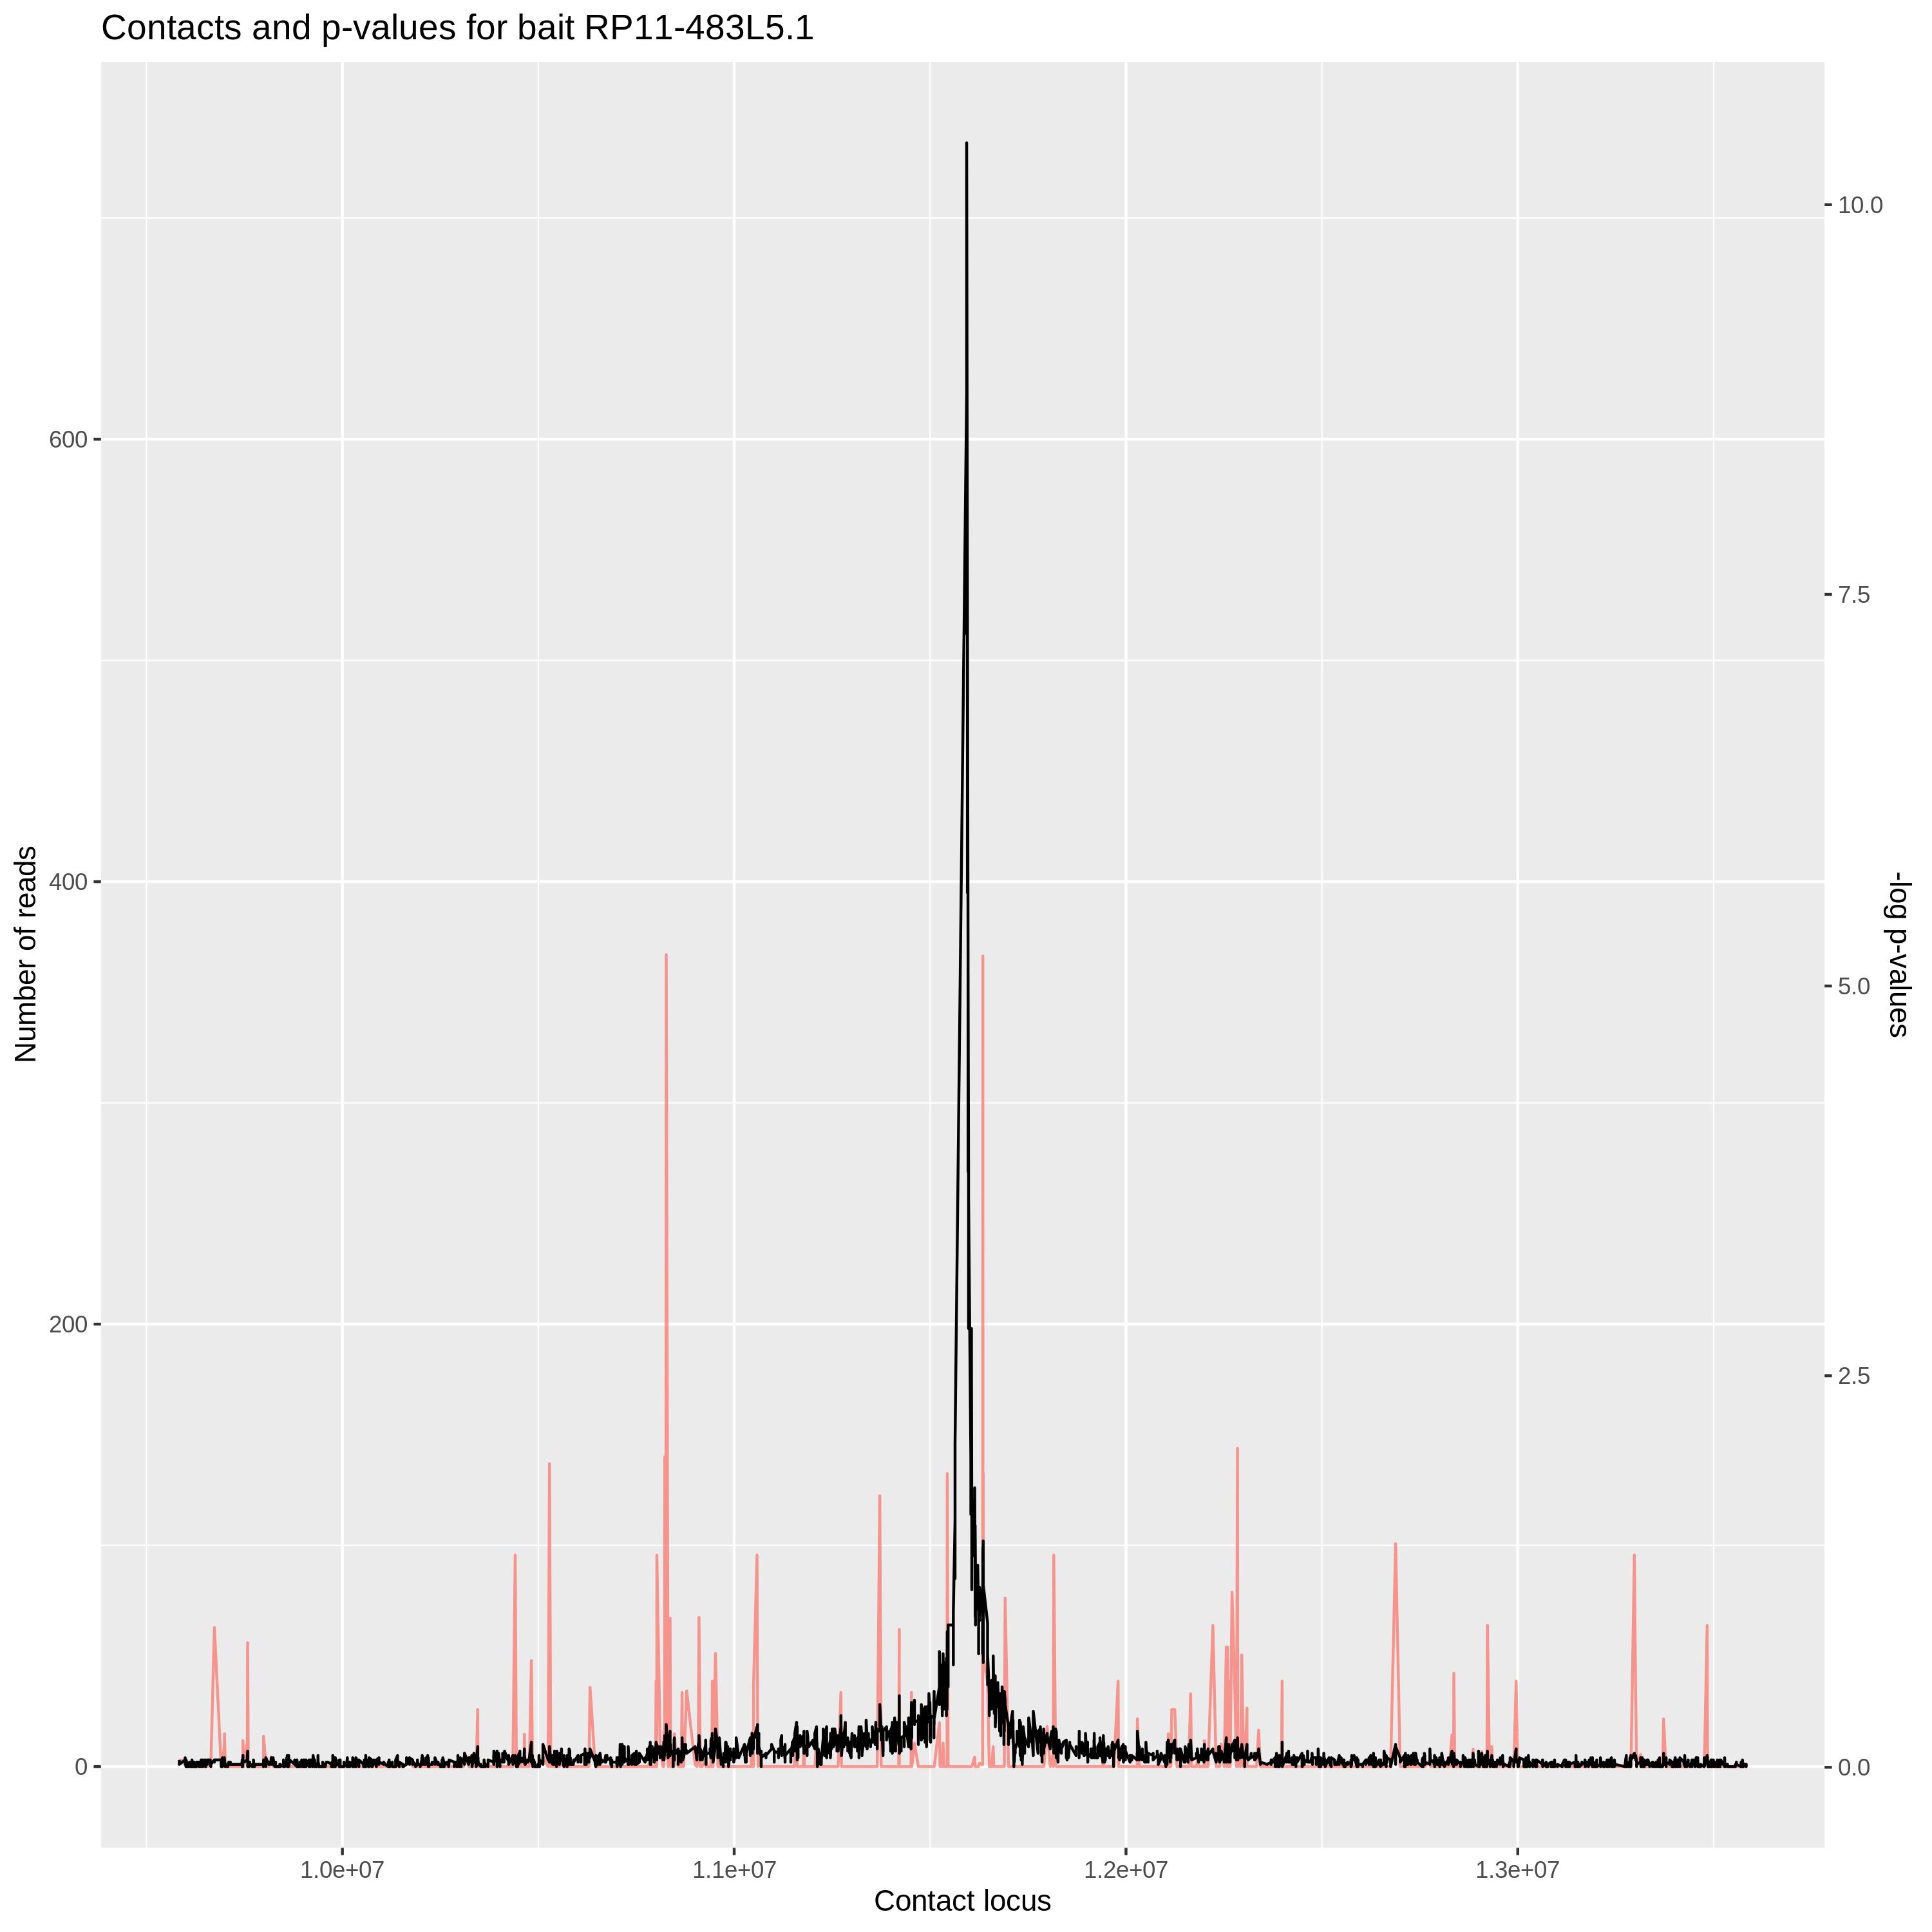 Contacts and p-values for bait RP11-483L5.1
Number of reads
600
400
200
0
10.0
7.5
5.0
2.5
0.0
-log p-values
1.0e+07
1.1e+07
1.2e+07
1.3e+07
Contact locus